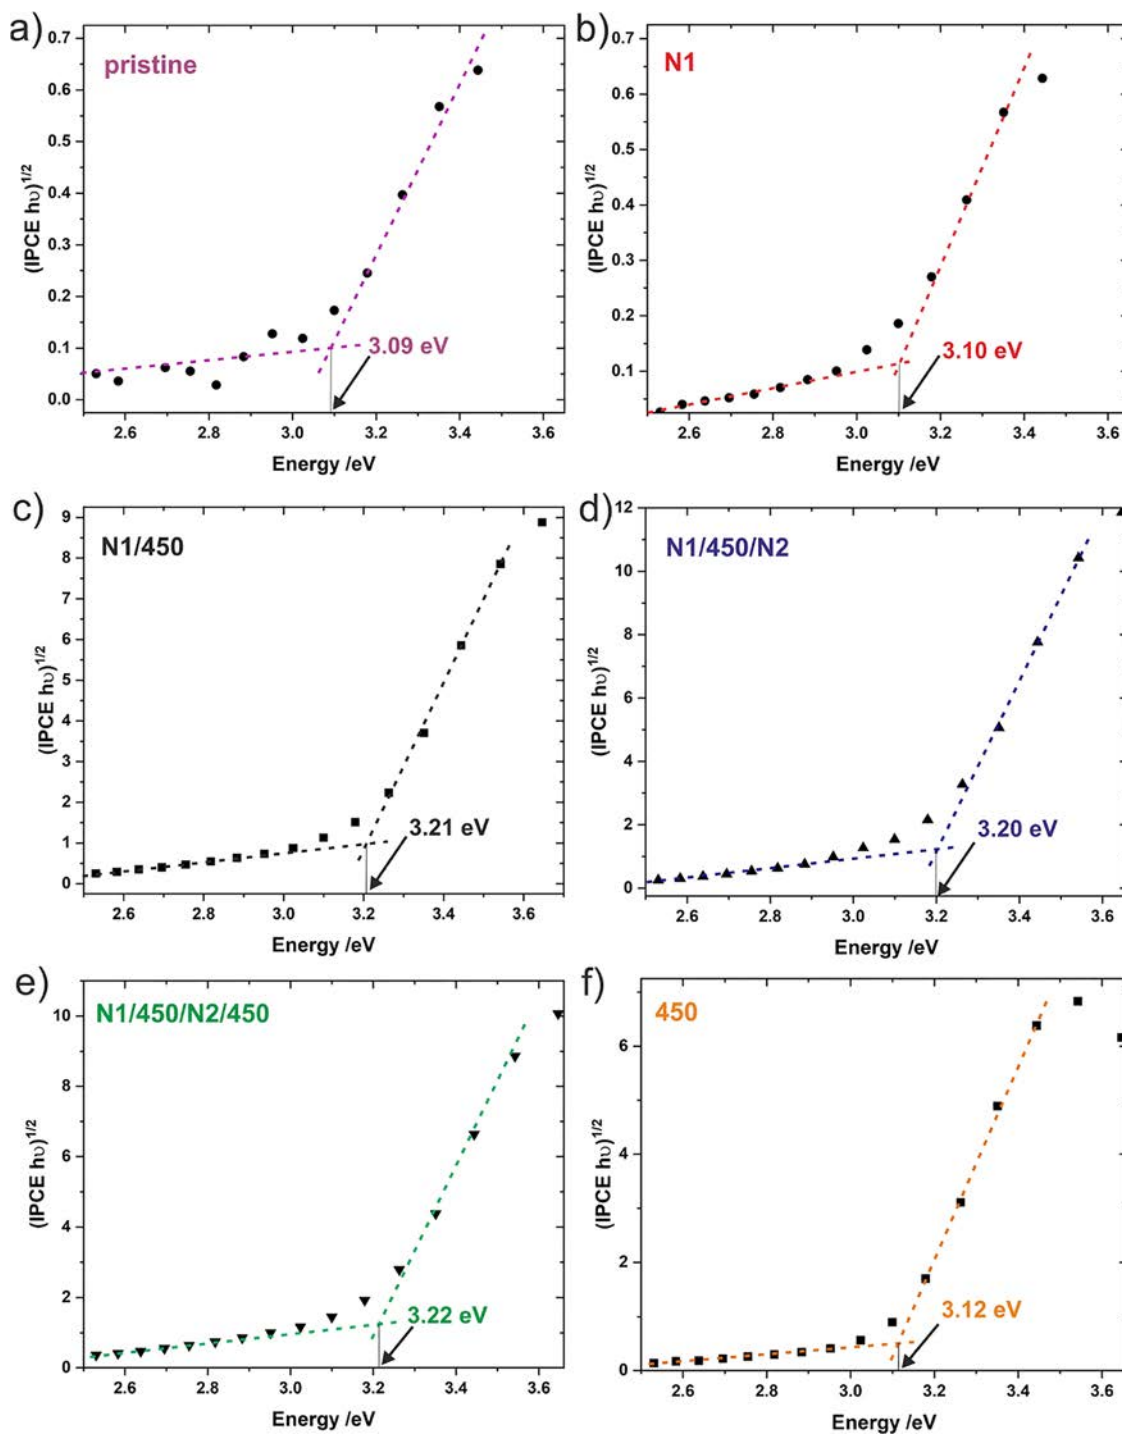 a)
pristine
0.7
0.6
0.5
0.4
0.3
0.2
0.1
0.0
(IPCE hυ)1/2
3.09 eV
2.6 2.8 3.0 3.2 3.4 3.6
Energy /eV
b)
N1
0.7
0.6
0.5
0.4
0.3
0.2
0.1
(IPCE hυ)1/2
3.10 eV
2.6 2.8 3.0 3.2 3.4 3.6
Energy /eV
c)
N1/450
9
8
7
6
5
4
3
2
1
0
(IPCE hυ)1/2
3.21 eV
2.6 2.8 3.0 3.2 3.4 3.6
Energy /eV
d)
N1/450/N2
12
10
8
6
4
2
0
(IPCE hυ)1/2
3.20 eV
2.6 2.8 3.0 3.2 3.4 3.6
Energy /eV
e)
N1/450/N2/450
10
8
6
4
2
0
(IPCE hυ)1/2
3.22 eV
2.6 2.8 3.0 3.2 3.4 3.6
Energy /eV
f)
450
6
4
2
0
(IPCE hυ)1/2
3.12 eV
2.6 2.8 3.0 3.2 3.4 3.6
Energy /eV